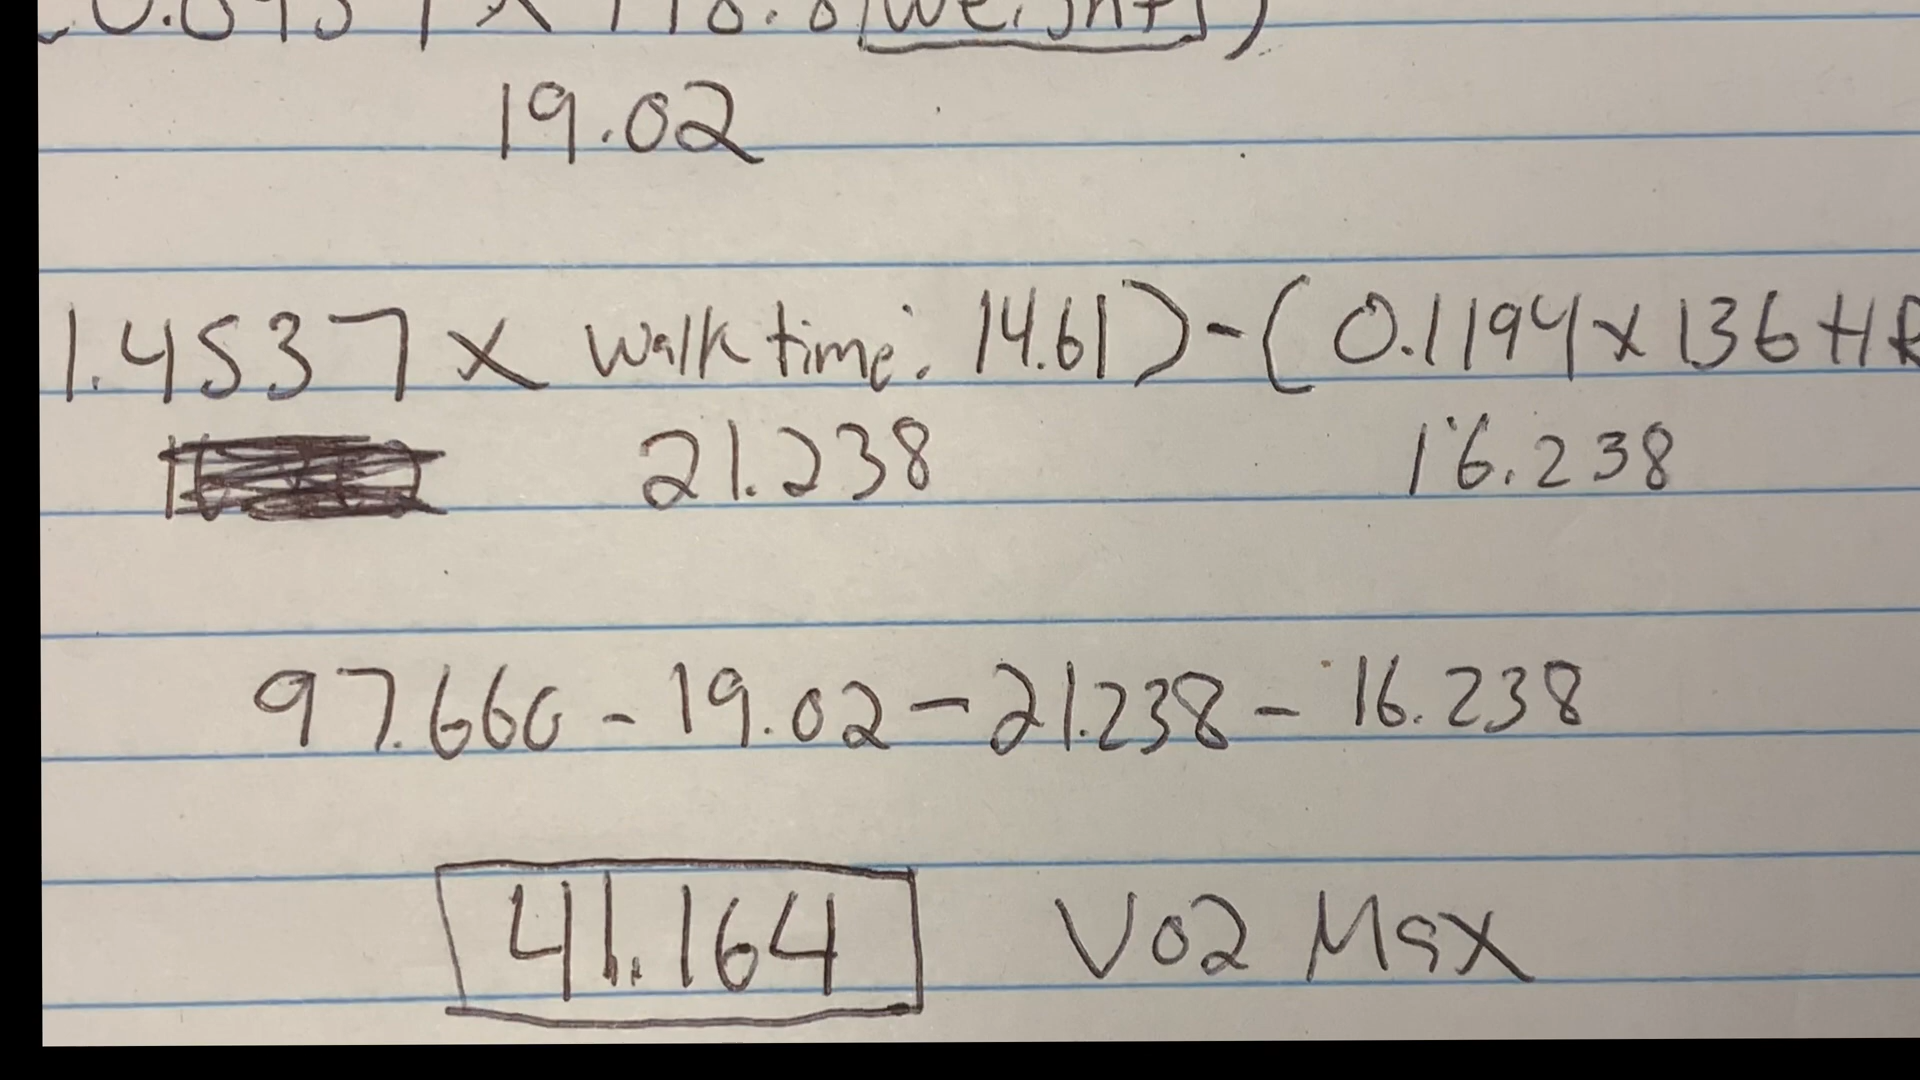 19.02
1.4537 x walk time: 14.61) - ( 0.1194 x 136 HR
21.238 16.238
97.660 - 19.02 - 21.238 - 16.238
41.164 VO2 Max